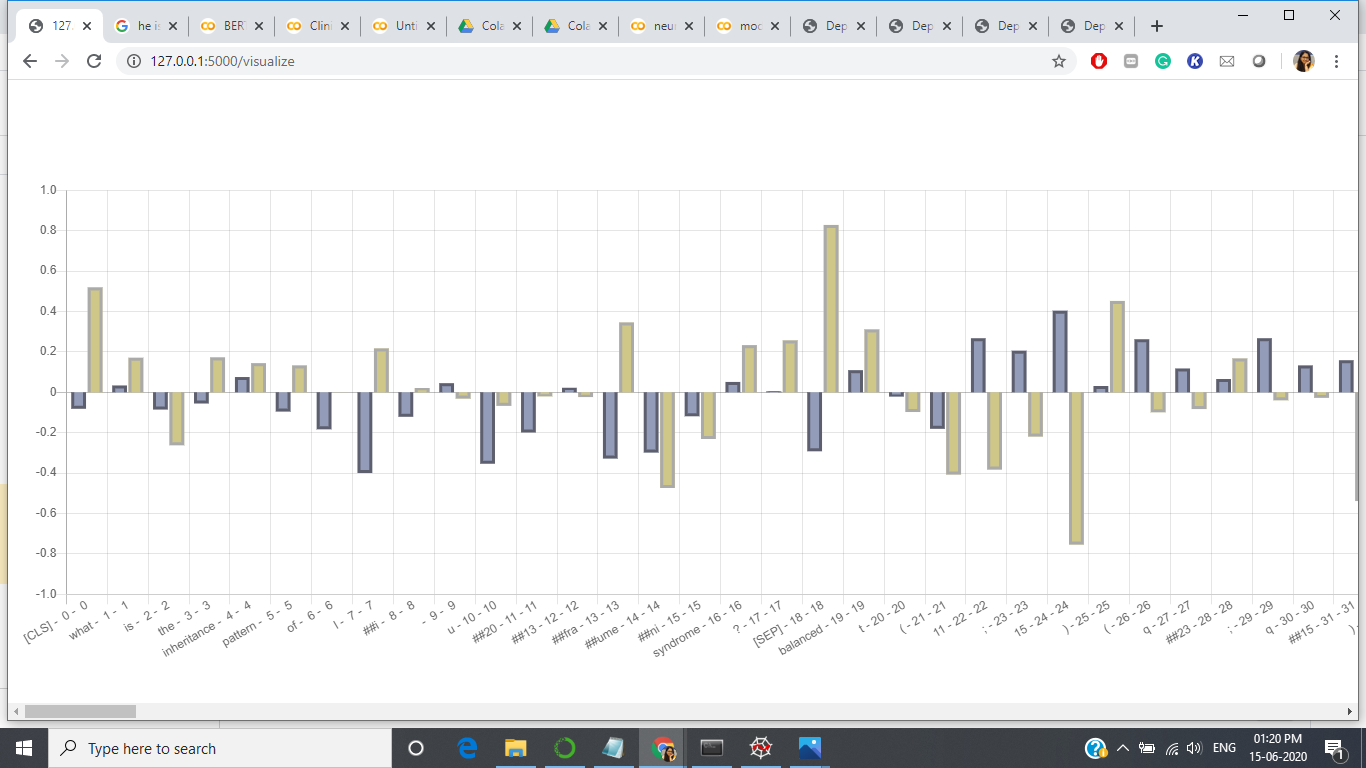 127.
he is
BER
Clini
Unti
Cola
Cola
neur
moc
Dep
Dep
Dep
Dep
127.0.0.1:5000/visualize
1.0
0.8
0.6
0.4
0.2
0
-0.2
-0.4
-0.6
-0.8
-1.0
[CLS] - 0 - 0
what - 1 - 1
is - 2 - 2
the - 3 - 3
inheritance - 4 - 4
pattern - 5 - 5
of - 6 - 6
l - 7 - 7
##i - 8 - 8
- 9 - 9
u - 10 - 10
##20 - 11 - 11
##13 - 12 - 12
##fra - 13 - 13
##ume - 14 - 14
##ni - 15 - 15
syndrome - 16 - 16
? - 17 - 17
[SEP] - 18 - 18
balanced - 19 - 19
t - 20 - 20
( - 21 - 21
11 - 22 - 22
; - 23 - 23
15 - 24 - 24
) - 25 - 25
( - 26 - 26
q - 27 - 27
##23 - 28 - 28
; - 29 - 29
q - 30 - 30
##15 - 31 - 31
Type here to search
ENG
01:20 PM
15-06-2020
1